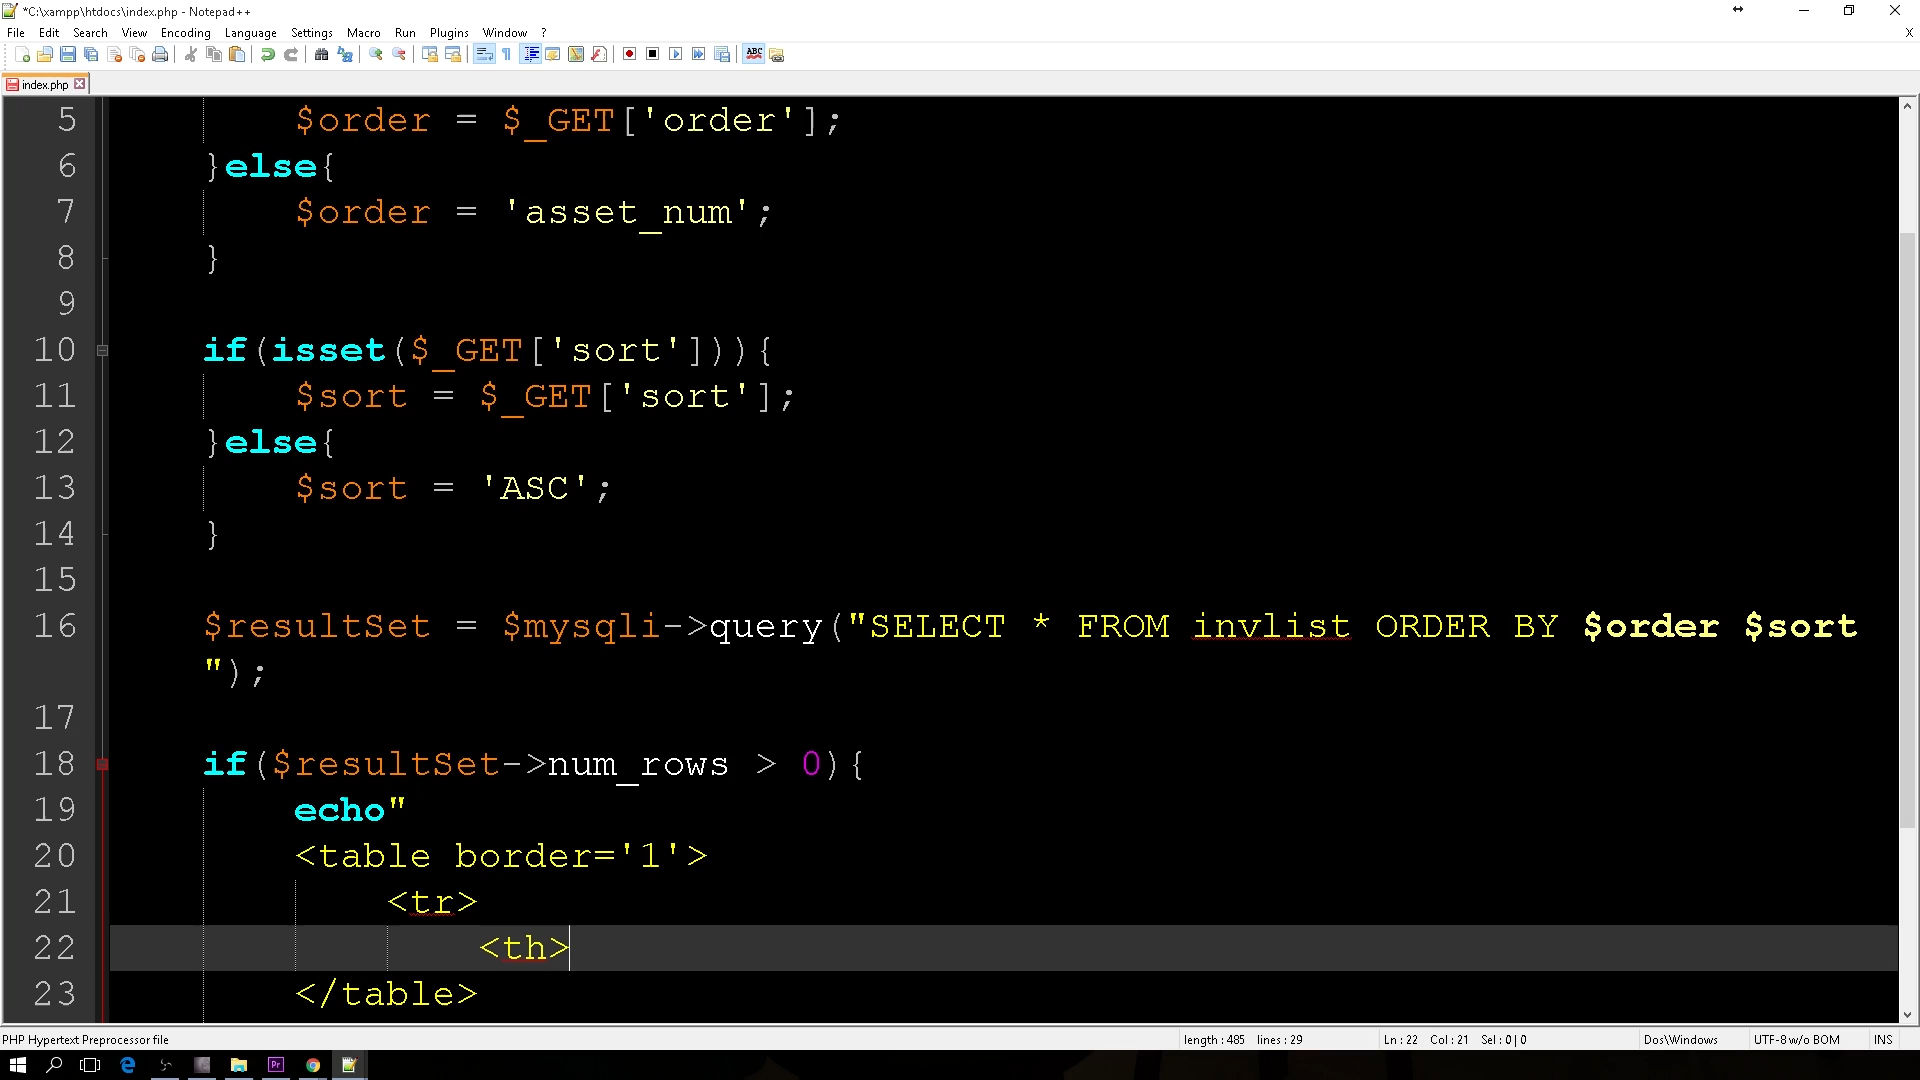 *C:\xampp\htdocs\index.php - Notepad++
File Edit Search View Encoding Language Settings Macro Run Plugins Window ? X
ABC
index.php
5 $order = $_GET['order'];
6 }else{
7 $order = 'asset_num';
8 }
9
10 if(isset($_GET['sort'])){
11 $sort = $_GET['sort'];
12 }else{
13 $sort = 'ASC';
14 }
15
16 $resultSet = $mysqli->query("SELECT * FROM invlist ORDER BY $order $sort
");
17
18 if($resultSet->num_rows > 0){
19 echo"
20 <table border='1'>
21 <tr>
22 <th>
23 </table>
PHP Hypertext Preprocessor file length : 485 lines : 29 Ln : 22 Col : 21 Sel : 0 | 0 Dos\Windows UTF-8 w/o BOM INS
Pr